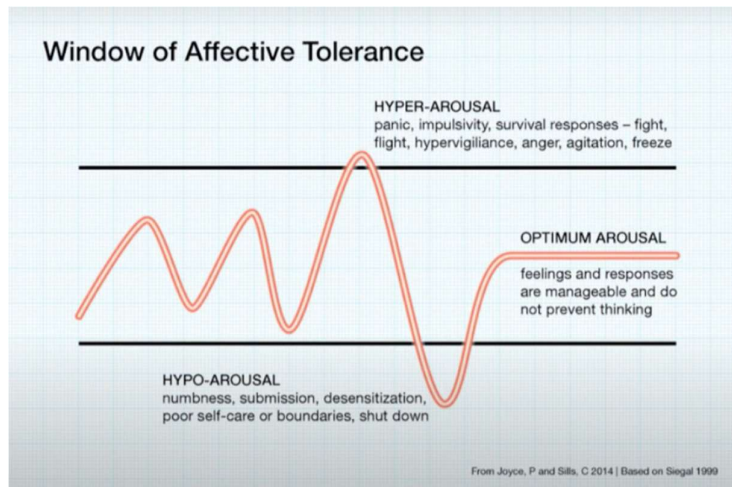 Window of Affective Tolerance
HYPER-AROUSAL
panic, impulsivity, survival responses – fight,
flight, hypervigiliance, anger, agitation, freeze
OPTIMUM AROUSAL
feelings and responses
are manageable and do
not prevent thinking
HYPO-AROUSAL
numbness, submission, desensitization,
poor self-care or boundaries, shut down
From Joyce, P and Sills, C 2014 | Based on Siegal 1999